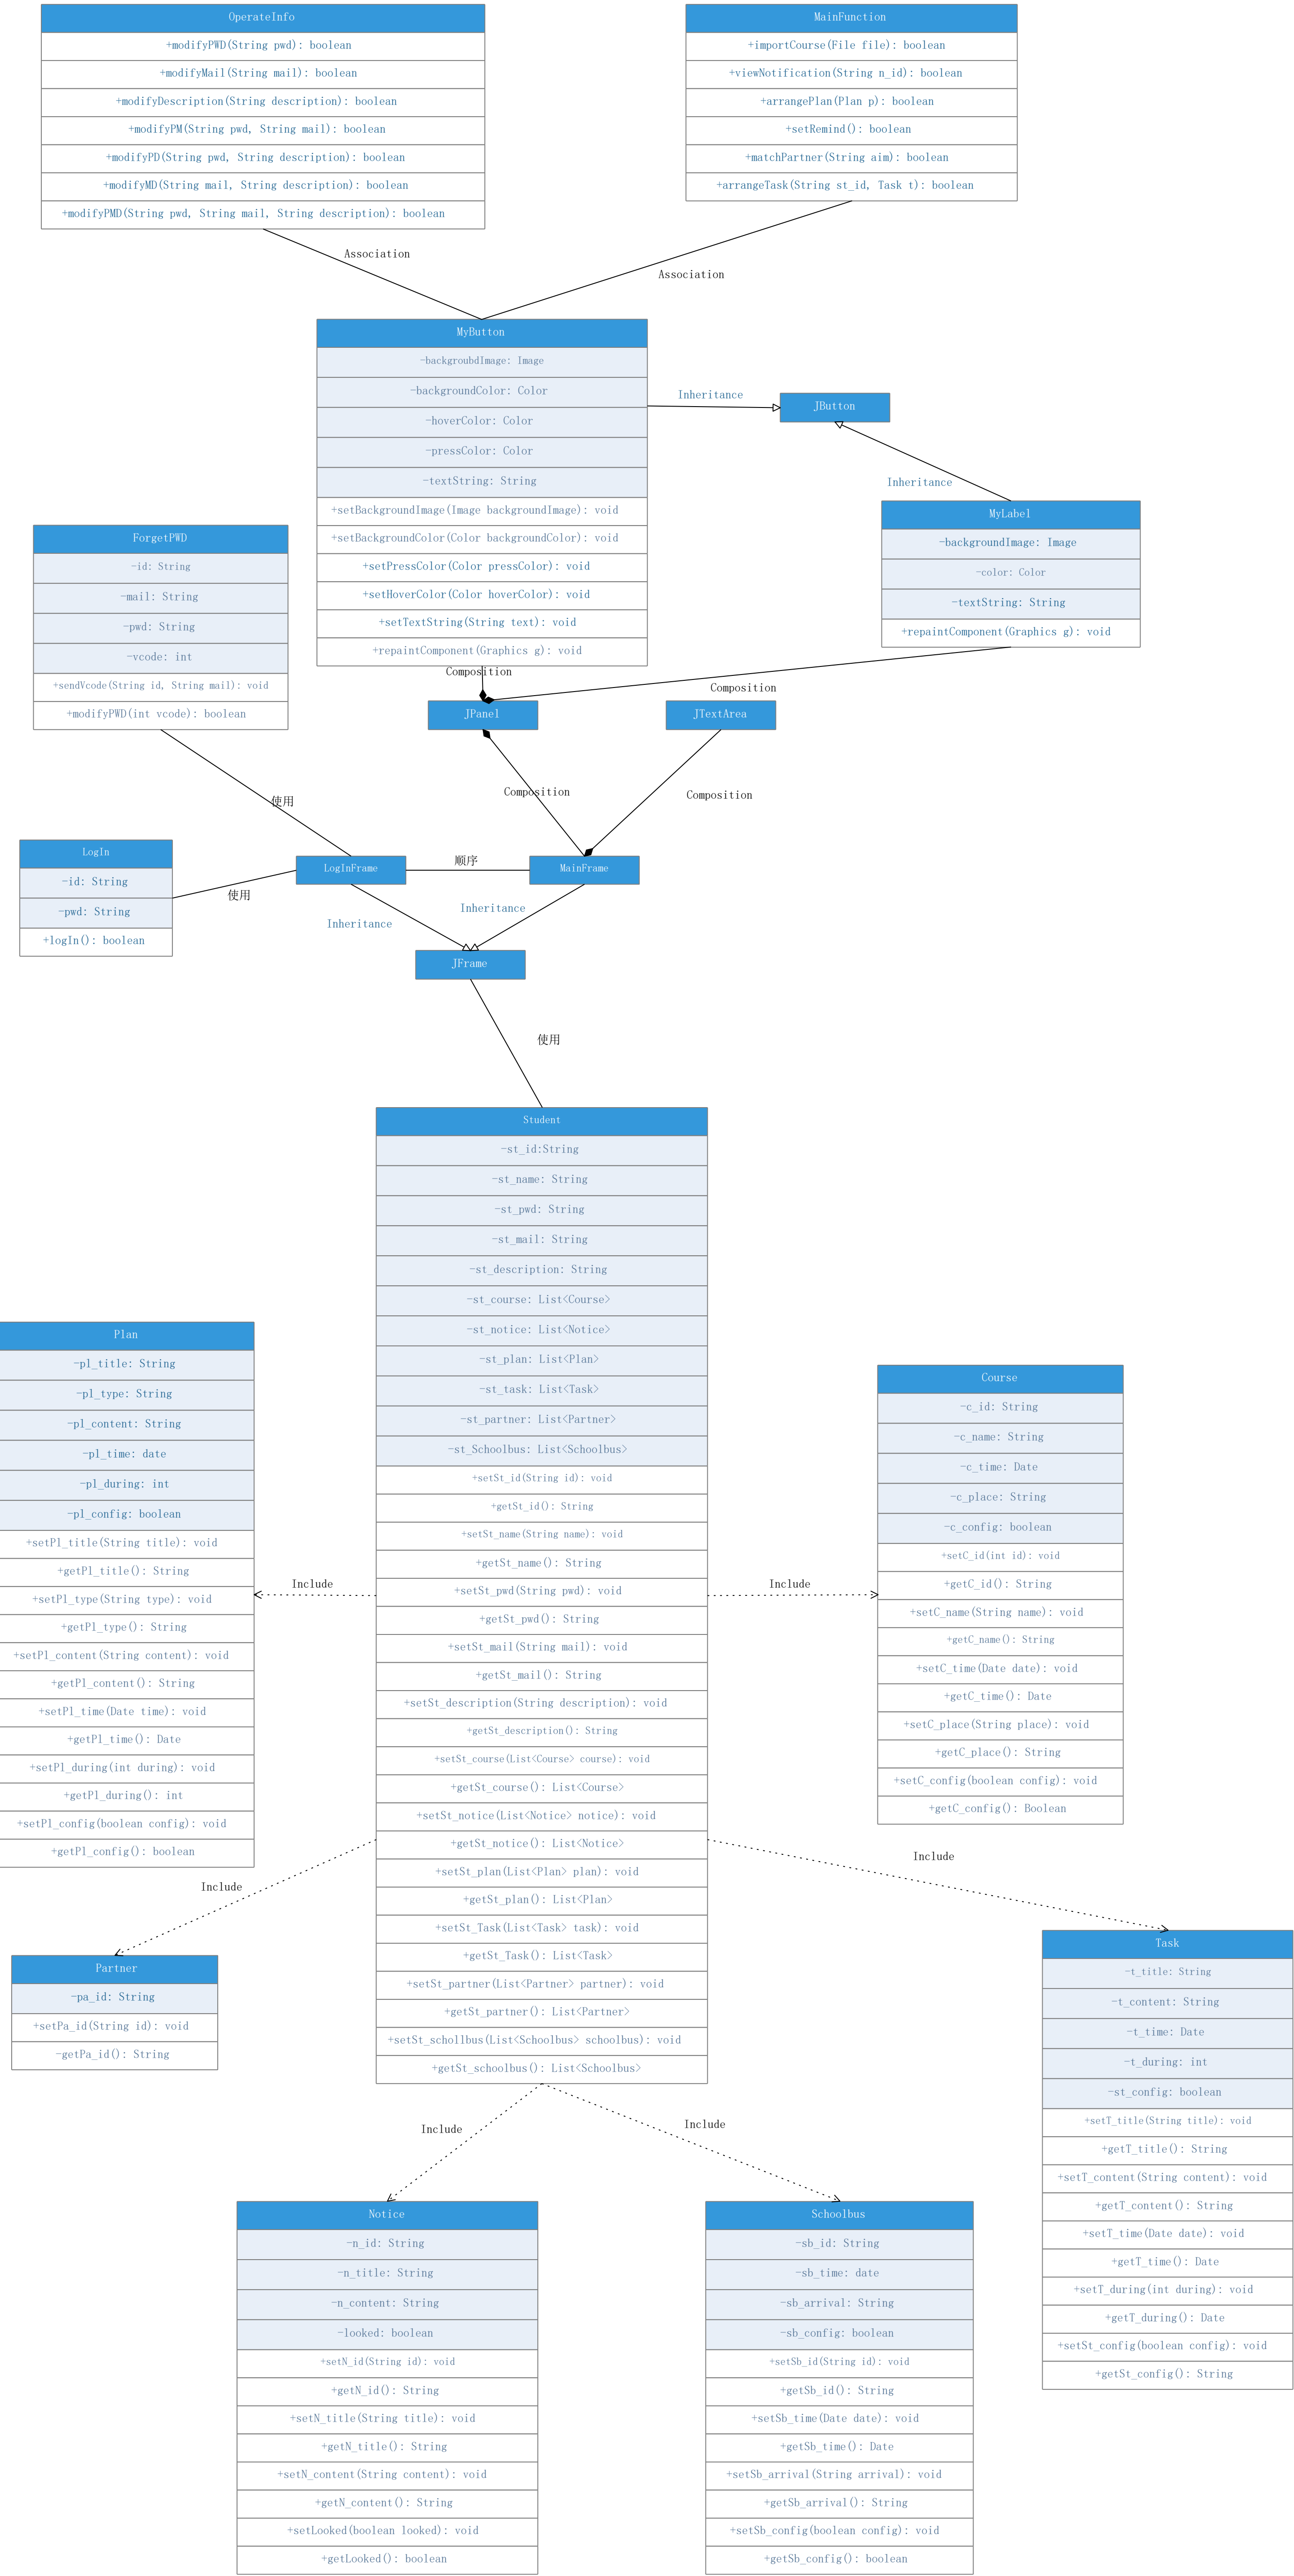 OperateInfo
+modifyPWD(String pwd): boolean
+modifyMail(String mail): boolean
+modifyDescription(String description): boolean
+modifyPM(String pwd, String mail): boolean
+modifyPD(String pwd, String description): boolean
+modifyMD(String mail, String description): boolean
+modifyPMD(String pwd, String mail, String description): boolean
MainFunction
+importCourse(File file): boolean
+viewNotification(String n_id): boolean
+arrangePlan(Plan p): boolean
+setRemind(): boolean
+matchPartner(String aim): boolean
+arrangeTask(String st_id, Task t): boolean
Association
Association
MyButton
-backgroubdImage: Image
-backgroundColor: Color
-hoverColor: Color
-pressColor: Color
-textString: String
+setBackgroundImage(Image backgroundImage): void
+setBackgroundColor(Color backgroundColor): void
+setPressColor(Color pressColor): void
+setHoverColor(Color hoverColor): void
+setTextString(String text): void
+repaintComponent(Graphics g): void
Inheritance
JButton
Inheritance
MyLabel
-backgroundImage: Image
-color: Color
-textString: String
+repaintComponent(Graphics g): void
ForgetPWD
-id: String
-mail: String
-pwd: String
-vcode: int
+sendVcode(String id, String mail): void
+modifyPWD(int vcode): boolean
Composition
Composition
JPanel
JTextArea
Composition
Composition
使用
LogIn
-id: String
-pwd: String
+logIn(): boolean
使用
LogInFrame
顺序
MainFrame
Inheritance
Inheritance
JFrame
使用
Student
-st_id:String
-st_name: String
-st_pwd: String
-st_mail: String
-st_description: String
-st_course: List<Course>
-st_notice: List<Notice>
-st_plan: List<Plan>
-st_task: List<Task>
-st_partner: List<Partner>
-st_Schoolbus: List<Schoolbus>
+setSt_id(String id): void
+getSt_id(): String
+setSt_name(String name): void
+getSt_name(): String
+setSt_pwd(String pwd): void
+getSt_pwd(): String
+setSt_mail(String mail): void
+getSt_mail(): String
+setSt_description(String description): void
+getSt_description(): String
+setSt_course(List<Course> course): void
+getSt_course(): List<Course>
+setSt_notice(List<Notice> notice): void
+getSt_notice(): List<Notice>
+setSt_plan(List<Plan> plan): void
+getSt_plan(): List<Plan>
+setSt_Task(List<Task> task): void
+getSt_Task(): List<Task>
+setSt_partner(List<Partner> partner): void
+getSt_partner(): List<Partner>
+setSt_schollbus(List<Schoolbus> schoolbus): void
+getSt_schoolbus(): List<Schoolbus>
Plan
-pl_title: String
-pl_type: String
-pl_content: String
-pl_time: date
-pl_during: int
-pl_config: boolean
+setPl_title(String title): void
+getPl_title(): String
+setPl_type(String type): void
+getPl_type(): String
+setPl_content(String content): void
+getPl_content(): String
+setPl_time(Date time): void
+getPl_time(): Date
+setPl_during(int during): void
+getPl_during(): int
+setPl_config(boolean config): void
+getPl_config(): boolean
Include
Include
Course
-c_id: String
-c_name: String
-c_time: Date
-c_place: String
-c_config: boolean
+setC_id(int id): void
+getC_id(): String
+setC_name(String name): void
+getC_name(): String
+setC_time(Date date): void
+getC_time(): Date
+setC_place(String place): void
+getC_place(): String
+setC_config(boolean config): void
+getC_config(): Boolean
Include
Include
Partner
-pa_id: String
+setPa_id(String id): void
-getPa_id(): String
Task
-t_title: String
-t_content: String
-t_time: Date
-t_during: int
-st_config: boolean
+setT_title(String title): void
+getT_title(): String
+setT_content(String content): void
+getT_content(): String
+setT_time(Date date): void
+getT_time(): Date
+setT_during(int during): void
+getT_during(): Date
+setSt_config(boolean config): void
+getSt_config(): String
Include
Include
Notice
-n_id: String
-n_title: String
-n_content: String
-looked: boolean
+setN_id(String id): void
+getN_id(): String
+setN_title(String title): void
+getN_title(): String
+setN_content(String content): void
+getN_content(): String
+setLooked(boolean looked): void
+getLooked(): boolean
Schoolbus
-sb_id: String
-sb_time: date
-sb_arrival: String
-sb_config: boolean
+setSb_id(String id): void
+getSb_id(): String
+setSb_time(Date date): void
+getSb_time(): Date
+setSb_arrival(String arrival): void
+getSb_arrival(): String
+setSb_config(boolean config): void
+getSb_config(): boolean